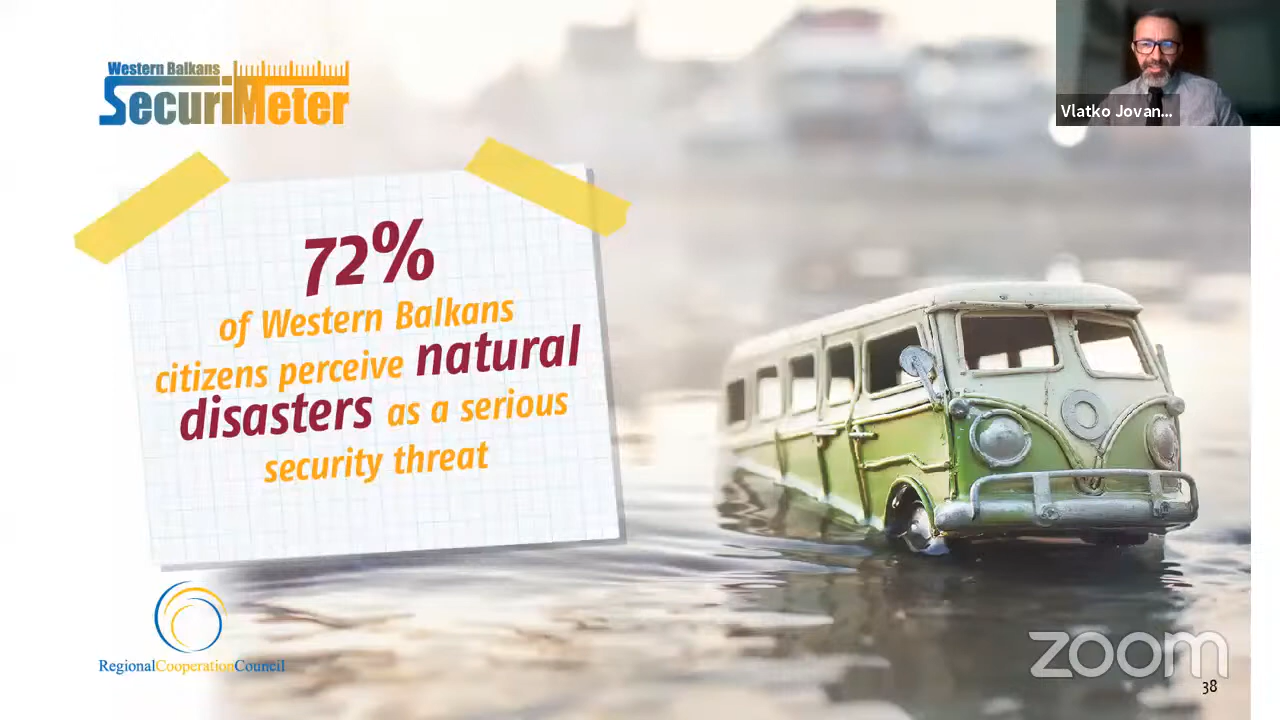 Western Balkans
SecuriMeter
Vlatko Jovan...
72%
of Western Balkans
citizens perceive natural
disasters as a serious
security threat
RegionalCooperationCouncil
zoom
38